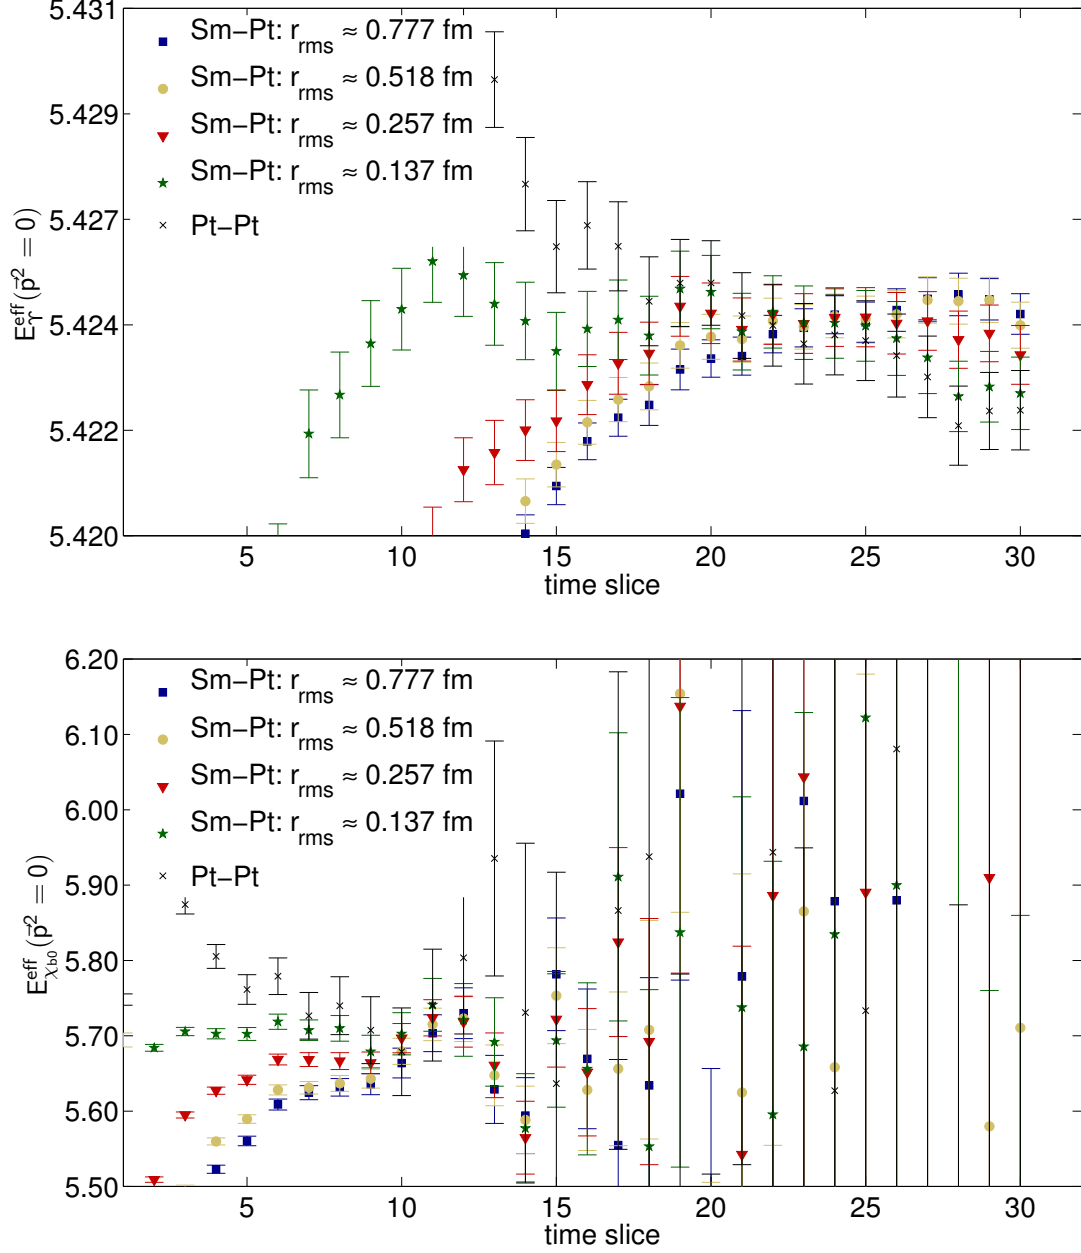 5.431
Sm–Pt: r_rms ≈ 0.777 fm
Sm–Pt: r_rms ≈ 0.518 fm
5.429
Sm–Pt: r_rms ≈ 0.257 fm
Sm–Pt: r_rms ≈ 0.137 fm
5.427
Pt–Pt
E^eff_Υ(p⃗² = 0)
5.424
5.422
5.420
5 10 15 20 25 30
time slice
6.20
Sm–Pt: r_rms ≈ 0.777 fm
Sm–Pt: r_rms ≈ 0.518 fm
6.10
Sm–Pt: r_rms ≈ 0.257 fm
6.00
Sm–Pt: r_rms ≈ 0.137 fm
5.90
Pt–Pt
E^eff_χb0(p⃗² = 0)
5.80
5.70
5.60
5.50
5 10 15 20 25 30
time slice